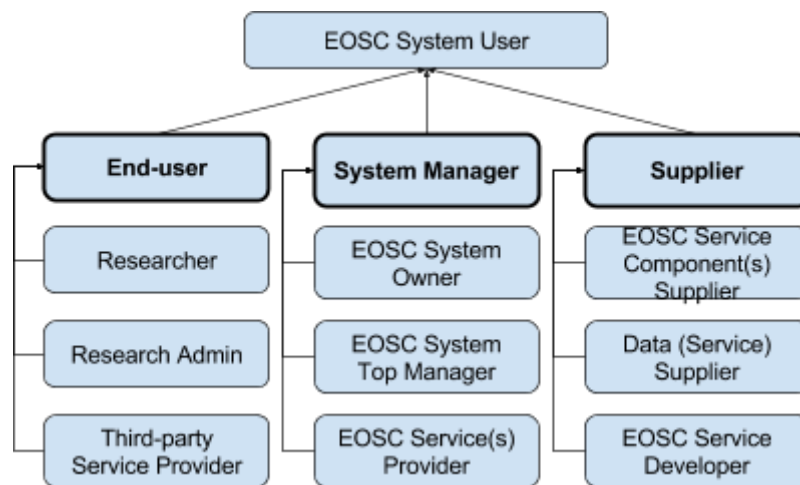 EOSC System User
End-user
System Manager
Supplier
Researcher
EOSC System
Owner
EOSC Service
Component(s)
Supplier
Research Admin
EOSC System
Top Manager
Data (Service)
Supplier
Third-party
Service Provider
EOSC Service(s)
Provider
EOSC Service
Developer